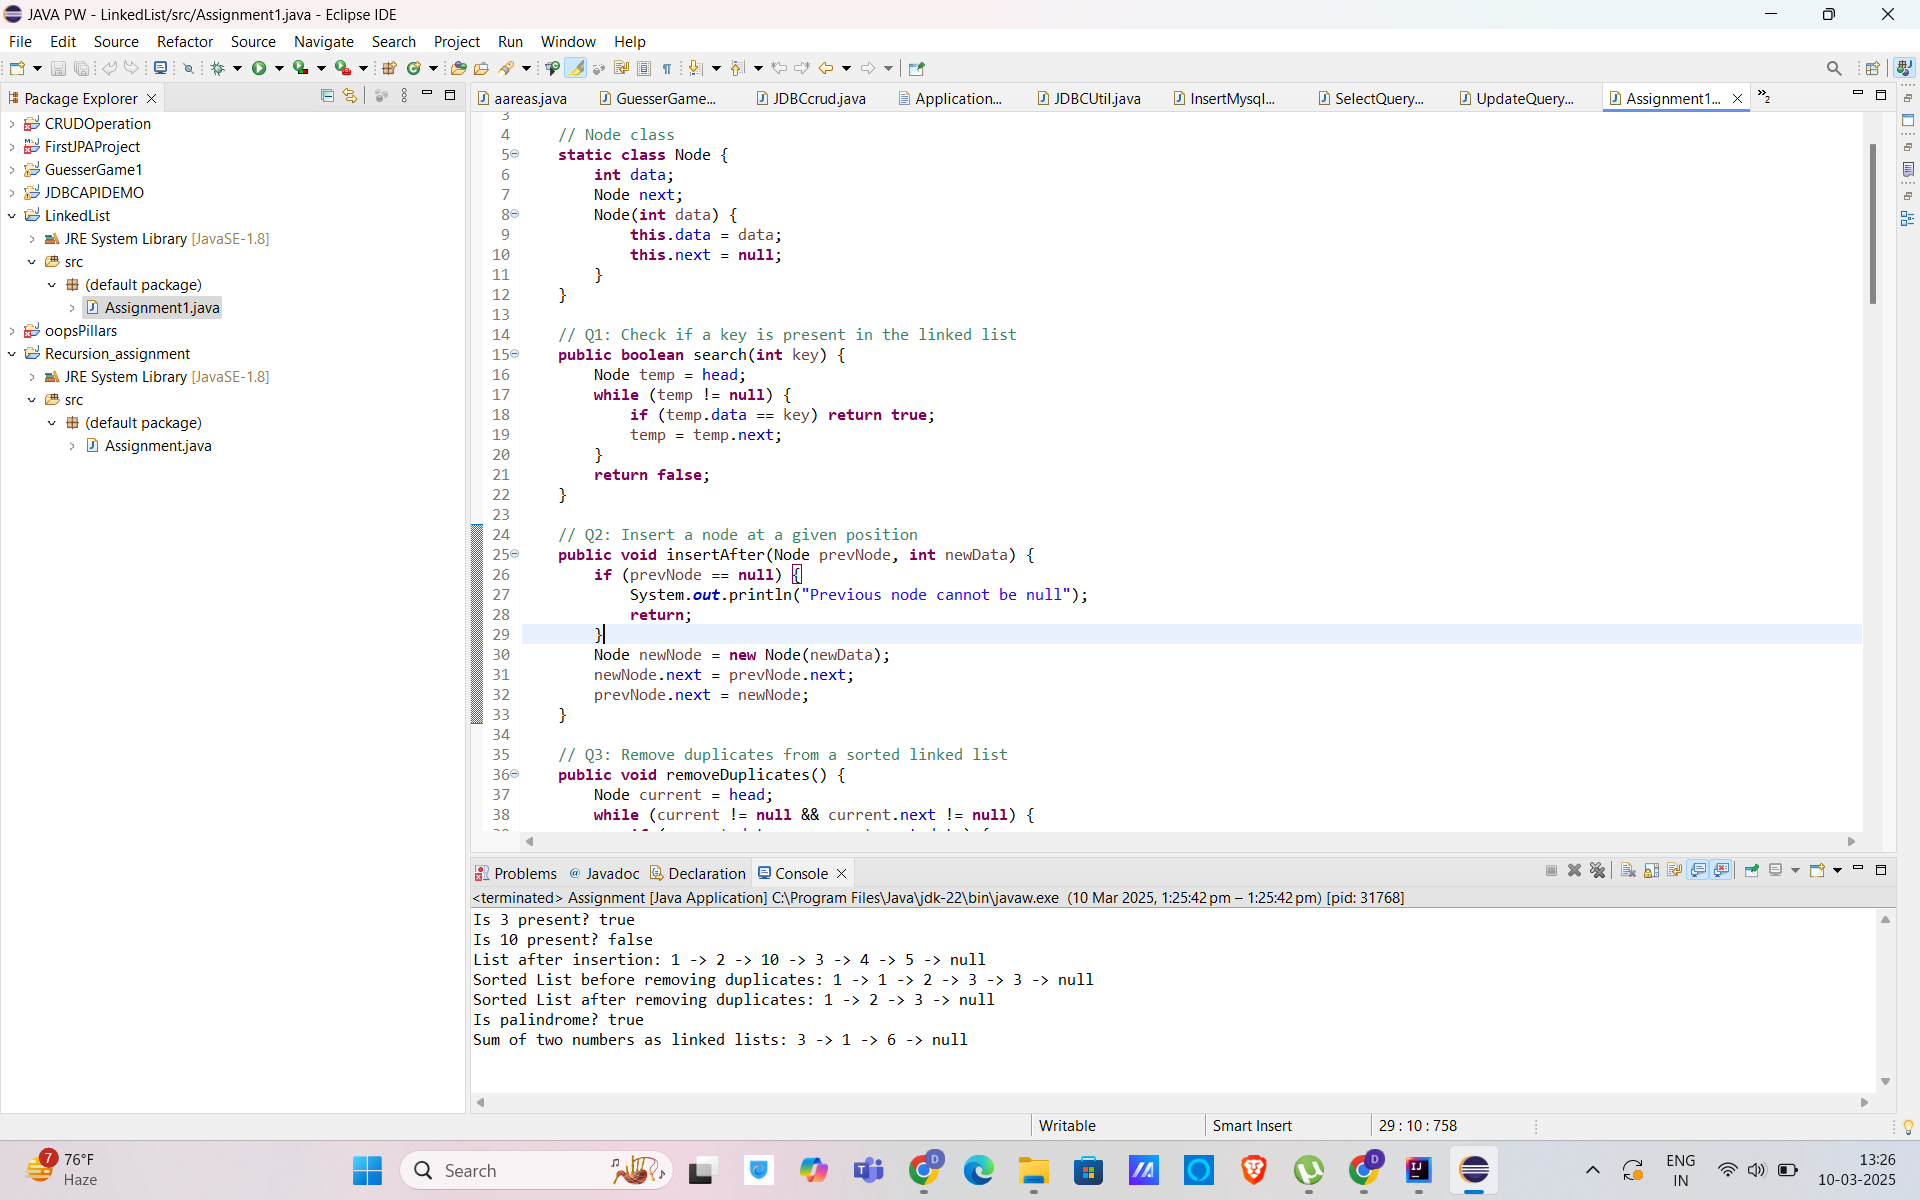 JAVA PW - LinkedList/src/Assignment1.java - Eclipse IDE
File Edit Source Refactor Source Navigate Search Project Run Window Help
Package Explorer
aareas.java GuesserGame... JDBCcrud.java Application... JDBCUtil.java InsertMysql... SelectQuery... UpdateQuery... Assignment1... »2
CRUDOperation
FirstJPAProject
GuesserGame1
JDBCAPIDEMO
LinkedList
JRE System Library [JavaSE-1.8]
src
(default package)
Assignment1.java
oopsPillars
Recursion_assignment
JRE System Library [JavaSE-1.8]
src
(default package)
Assignment.java
3
4 // Node class
5 static class Node {
6 int data;
7 Node next;
8 Node(int data) {
9 this.data = data;
10 this.next = null;
11 }
12 }
13
14 // Q1: Check if a key is present in the linked list
15 public boolean search(int key) {
16 Node temp = head;
17 while (temp != null) {
18 if (temp.data == key) return true;
19 temp = temp.next;
20 }
21 return false;
22 }
23
24 // Q2: Insert a node at a given position
25 public void insertAfter(Node prevNode, int newData) {
26 if (prevNode == null) {
27 System.out.println("Previous node cannot be null");
28 return;
29 }
30 Node newNode = new Node(newData);
31 newNode.next = prevNode.next;
32 prevNode.next = newNode;
33 }
34
35 // Q3: Remove duplicates from a sorted linked list
36 public void removeDuplicates() {
37 Node current = head;
38 while (current != null && current.next != null) {
Problems @ Javadoc Declaration Console
<terminated> Assignment [Java Application] C:\Program Files\Java\jdk-22\bin\javaw.exe (10 Mar 2025, 1:25:42 pm – 1:25:42 pm) [pid: 31768]
Is 3 present? true
Is 10 present? false
List after insertion: 1 -> 2 -> 10 -> 3 -> 4 -> 5 -> null
Sorted List before removing duplicates: 1 -> 1 -> 2 -> 3 -> 3 -> null
Sorted List after removing duplicates: 1 -> 2 -> 3 -> null
Is palindrome? true
Sum of two numbers as linked lists: 3 -> 1 -> 6 -> null
Writable Smart Insert 29 : 10 : 758
7 76°F
Haze
Search
D
D
IJ
ENG
IN
13:26
10-03-2025